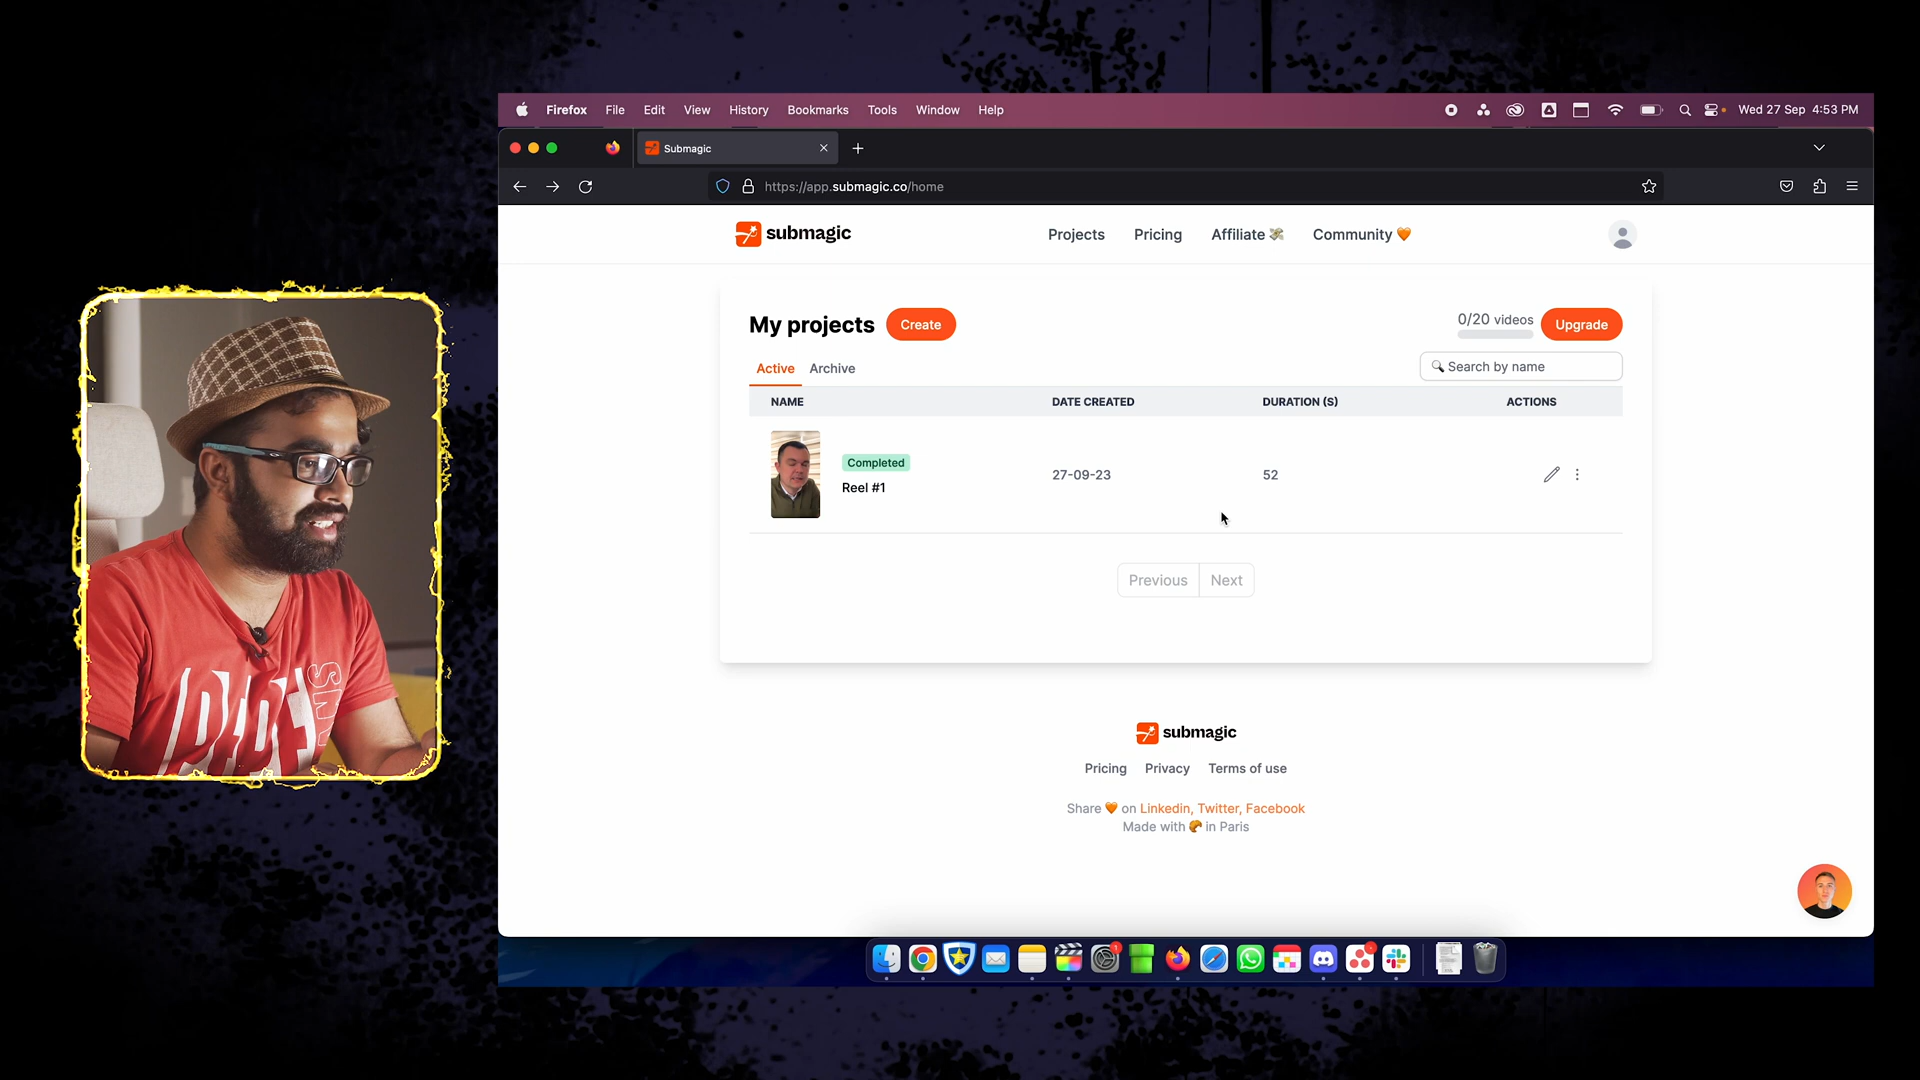 Firefox File Edit View History Bookmarks Tools Window Help Wed 27 Sep 4:53 PM
Submagic
https://app.submagic.co/home
submagic Projects Pricing Affiliate 💸 Community 🧡
My projects Create 0/20 videos Upgrade
Active Archive 🔍 Search by name
NAME DATE CREATED DURATION (S) ACTIONS
Completed
Reel #1 27-09-23 52
Previous Next
submagic
Pricing Privacy Terms of use
Share 🧡 on Linkedin, Twitter, Facebook
Made with 🥐 in Paris